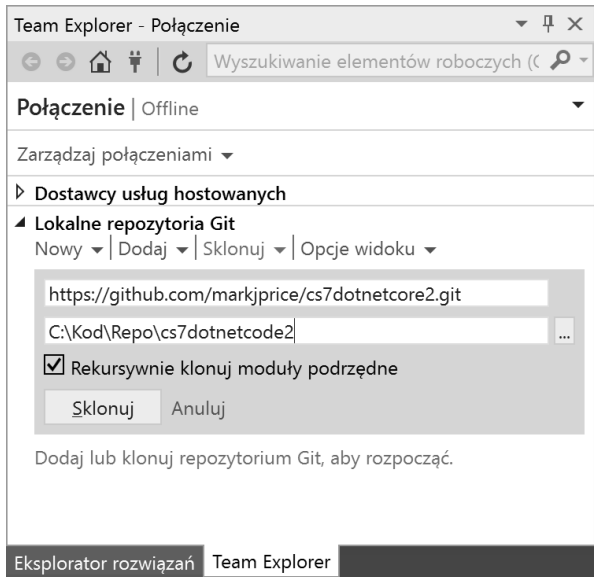 Team Explorer - Połączenie
Wyszukiwanie elementów roboczych (C
Połączenie | Offline
Zarządzaj połączeniami
Dostawcy usług hostowanych
Lokalne repozytoria Git
Nowy | Dodaj | Sklonuj | Opcje widoku
https://github.com/markjprice/cs7dotnetcore2.git
C:\Kod\Repo\cs7dotnetcode2
...
Rekursywnie klonuj moduły podrzędne
Sklonuj Anuluj
Dodaj lub klonuj repozytorium Git, aby rozpocząć.
Eksplorator rozwiązań Team Explorer